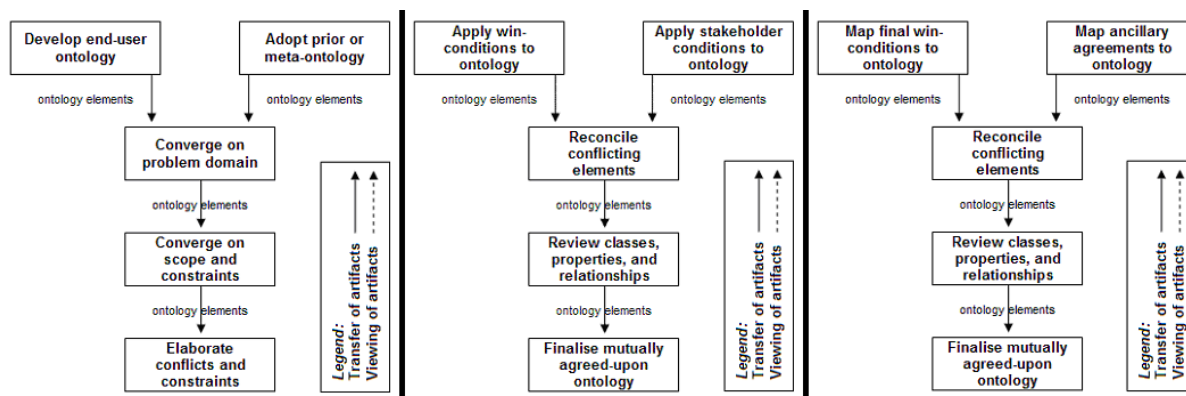 Develop end-user
ontology
Adopt prior or
meta-ontology
ontology elements
ontology elements
Converge on
problem domain
ontology elements
Converge on
scope and
constraints
ontology elements
Elaborate
conflicts and
constraints
Legend:
Transfer of artifacts
Viewing of artifacts
Apply win-
conditions to
ontology
Apply stakeholder
conditions to
ontology
ontology elements
ontology elements
Reconcile
conflicting
elements
ontology elements
Review classes,
properties, and
relationships
ontology elements
Finalise mutually
agreed-upon
ontology
Legend:
Transfer of artifacts
Viewing of artifacts
Map final win-
conditions to
ontology
Map ancillary
agreements to
ontology
ontology elements
ontology elements
Reconcile
conflicting
elements
ontology elements
Review classes,
properties, and
relationships
ontology elements
Finalise mutually
agreed-upon
ontology
Legend:
Transfer of artifacts
Viewing of artifacts